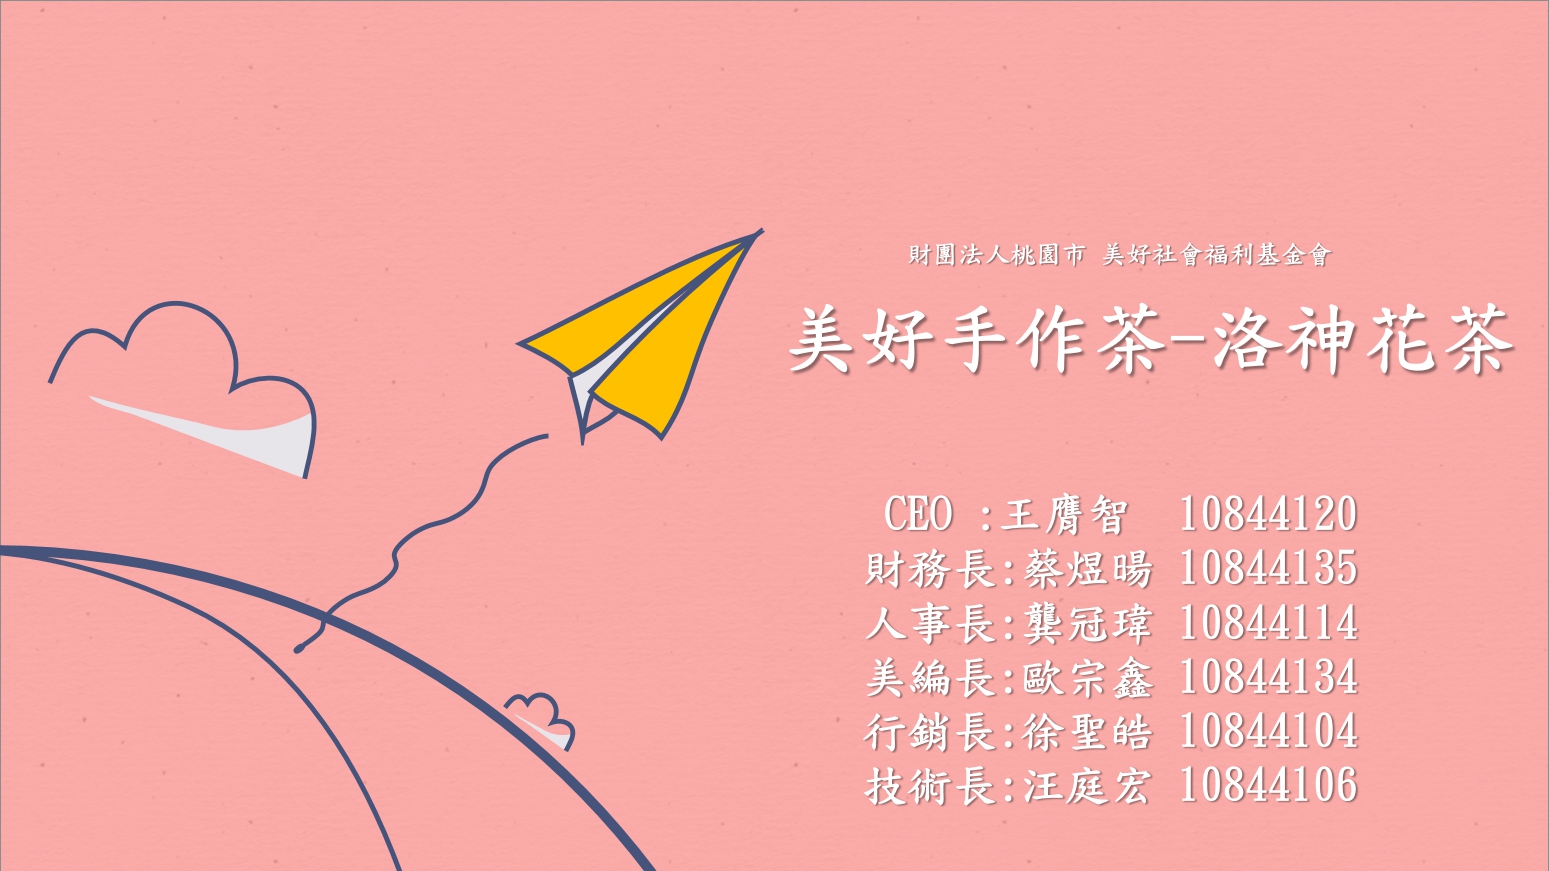 財團法人桃園市 美好社會福利基金會
美好手作茶-洛神花茶
CEO :王膺智 10844120
財務長:蔡煜暘 10844135
人事長:龔冠瑋 10844114
美編長:歐宗鑫 10844134
行銷長:徐聖皓 10844104
技術長:汪庭宏 10844106